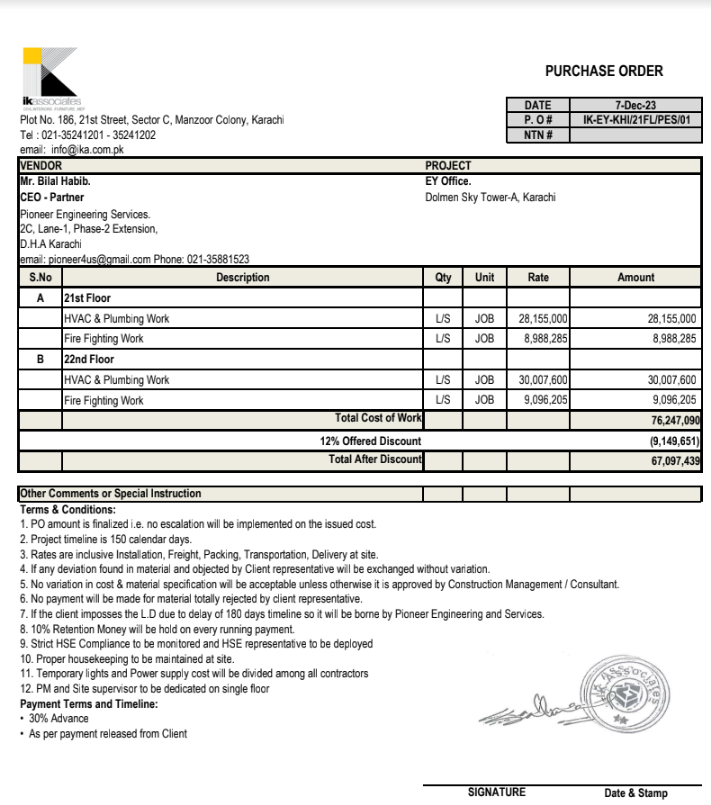 ikassociates
PURCHASE ORDER
Plot No. 186, 21st Street, Sector C, Manzoor Colony, Karachi
Tel : 021-35241201 - 35241202
email: info@ika.com.pk
DATE 7-Dec-23
P. O # IK-EY-KHI/21FL/PES/01
NTN #
VENDOR PROJECT
Mr. Bilal Habib. EY Office.
CEO - Partner Dolmen Sky Tower-A, Karachi
Pioneer Engineering Services.
2C, Lane-1, Phase-2 Extension,
D.H.A Karachi
email: pioneer4us@gmail.com Phone: 021-35881523
S.No Description Qty Unit Rate Amount
A 21st Floor
HVAC & Plumbing Work L/S JOB 28,155,000 28,155,000
Fire Fighting Work L/S JOB 8,988,285 8,988,285
B 22nd Floor
HVAC & Plumbing Work L/S JOB 30,007,600 30,007,600
Fire Fighting Work L/S JOB 9,096,205 9,096,205
Total Cost of Work 76,247,090
12% Offered Discount (9,149,651)
Total After Discount 67,097,439
Other Comments or Special Instruction
Terms & Conditions:
1. PO amount is finalized i.e. no escalation will be implemented on the issued cost.
2. Project timeline is 150 calendar days.
3. Rates are inclusive Installation, Freight, Packing, Transportation, Delivery at site.
4. If any deviation found in material and objected by Client representative will be exchanged without variation.
5. No variation in cost & material specification will be acceptable unless otherwise it is approved by Construction Management / Consultant.
6. No payment will be made for material totally rejected by client representative.
7. If the client imposses the L.D due to delay of 180 days timeline so it will be borne by Pioneer Engineering and Services.
8. 10% Retention Money will be hold on every running payment.
9. Strict HSE Compliance to be monitored and HSE representative to be deployed
10. Proper housekeeping to be maintained at site.
11. Temporary lights and Power supply cost will be divided among all contractors
12. PM and Site supervisor to be dedicated on single floor
Payment Terms and Timeline:
• 30% Advance
• As per payment released from Client
Associates
SIGNATURE Date & Stamp